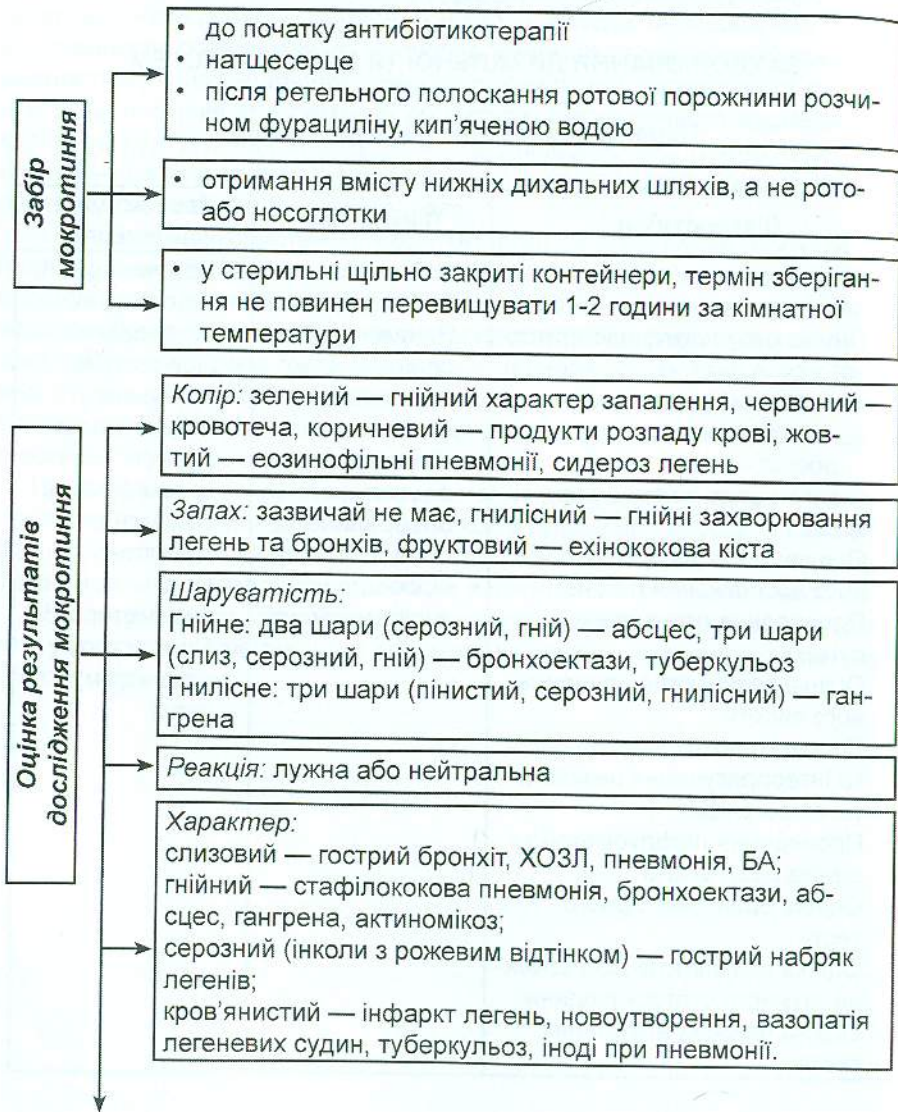 Забір
мокротиння
• до початку антибіотикотерапії
• натщесерце
• після ретельного полоскання ротової порожнини розчи-
ном фурациліну, кип'яченою водою
• отримання вмісту нижніх дихальних шляхів, а не рото-
або носоглотки
• у стерильні щільно закриті контейнери, термін зберіган-
ня не повинен перевищувати 1-2 години за кімнатної
температури
Оцінка результатів
дослідження мокротиння
Колір: зелений — гнійний характер запалення, червоний —
кровотеча, коричневий — продукти розпаду крові, жов-
тий — еозинофільні пневмонії, сидероз легень
Запах: зазвичай не має, гнилісний — гнійні захворювання
легень та бронхів, фруктовий — ехінококова кіста
Шаруватість:
Гнійне: два шари (серозний, гній) — абсцес, три шари
(слиз, серозний, гній) — бронхоектази, туберкульоз
Гнилісне: три шари (пінистий, серозний, гнилісний) — ган-
грена
Реакція: лужна або нейтральна
Характер:
слизовий — гострий бронхіт, ХОЗЛ, пневмонія, БА;
гнійний — стафілококова пневмонія, бронхоектази, аб-
сцес, гангрена, актиномікоз;
серозний (інколи з рожевим відтінком) — гострий набряк
легенів;
кров'янистий — інфаркт легень, новоутворення, вазопатія
легеневих судин, туберкульоз, іноді при пневмонії.